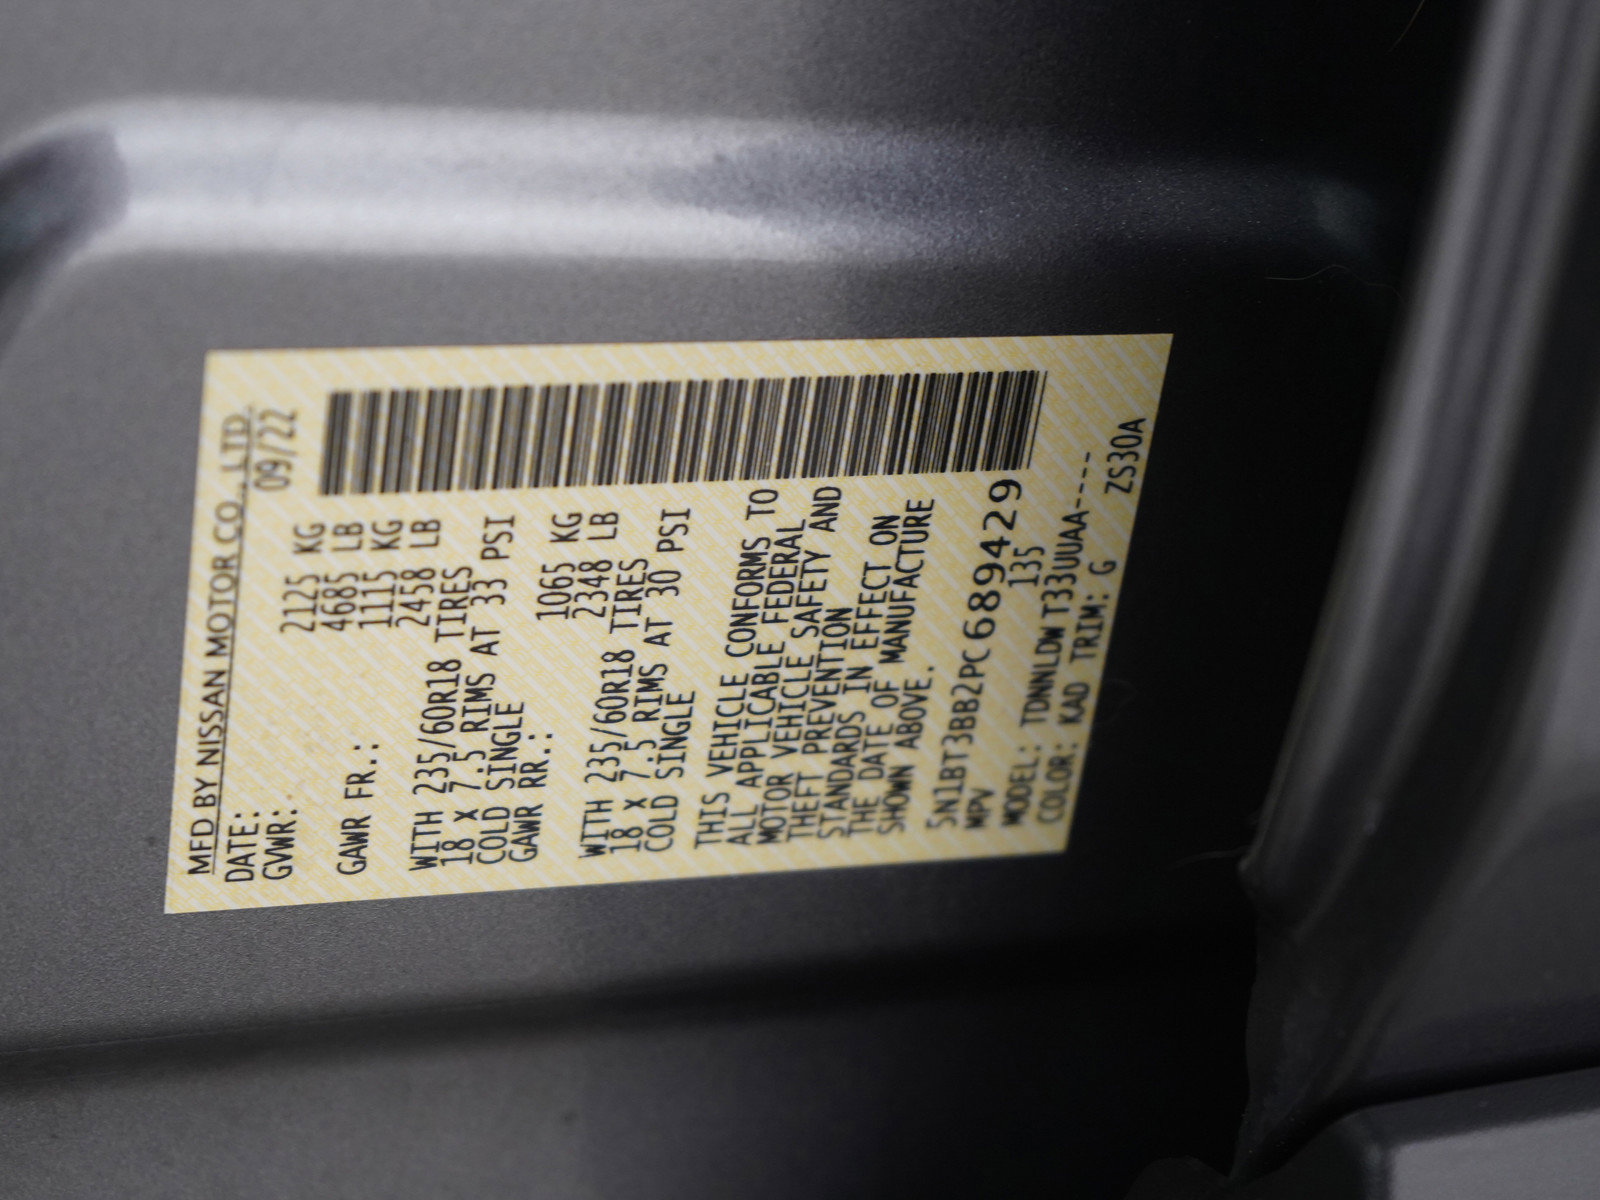 MFD BY NISSAN MOTOR CO., LTD.
DATE: 09/22
GVWR: 2125 KG
4685 LB
GAWR FR.: 1115 KG
2458 LB
WITH 235/60R18 TIRES
18 X 7.5 RIMS AT 33 PSI
COLD SINGLE
GAWR RR.: 1065 KG
2348 LB
WITH 235/60R18 TIRES
18 X 7.5 RIMS AT 30 PSI
COLD SINGLE
THIS VEHICLE CONFORMS TO
ALL APPLICABLE FEDERAL
MOTOR VEHICLE SAFETY AND
THEFT PREVENTION
STANDARDS IN EFFECT ON
THE DATE OF MANUFACTURE
SHOWN ABOVE.
5N1BT3BB2PC689429
MPV 135
MODEL: TDNNLDWT33UUAA----
COLOR: KAD TRIM: G ZS30A